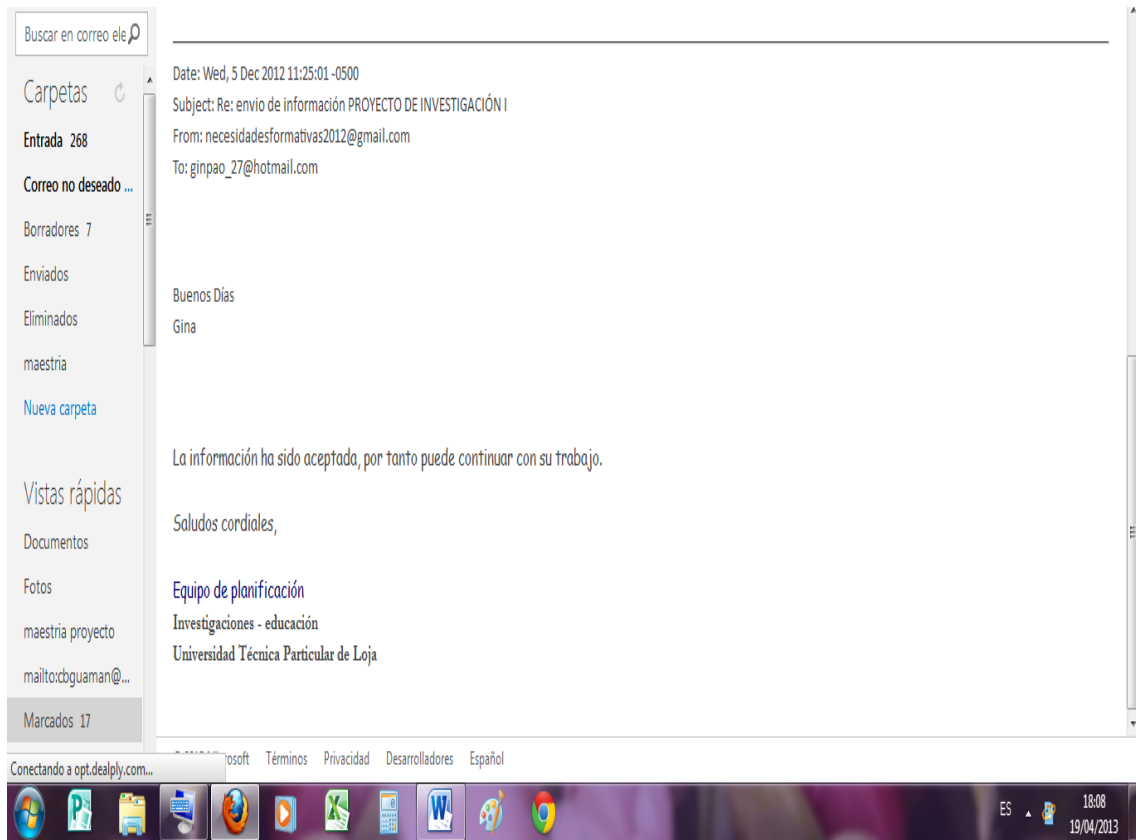 Buscar en correo ele
Carpetas
Entrada 268
Correo no deseado ...
Borradores 7
Enviados
Eliminados
maestria
Nueva carpeta
Vistas rápidas
Documentos
Fotos
maestria proyecto
mailto:cbguaman@...
Marcados 17
Date: Wed, 5 Dec 2012 11:25:01 -0500
Subject: Re: envio de información PROYECTO DE INVESTIGACIÓN I
From: necesidadesformativas2012@gmail.com
To: ginpao_27@hotmail.com
Buenos Días
Gina
La información ha sido aceptada, por tanto puede continuar con su trabajo.
Saludos cordiales,
Equipo de planificación
Investigaciones - educación
Universidad Técnica Particular de Loja
Términos Privacidad Desarrolladores Español
Conectando a opt.dealply.com...
ES 18:08
19/04/2013